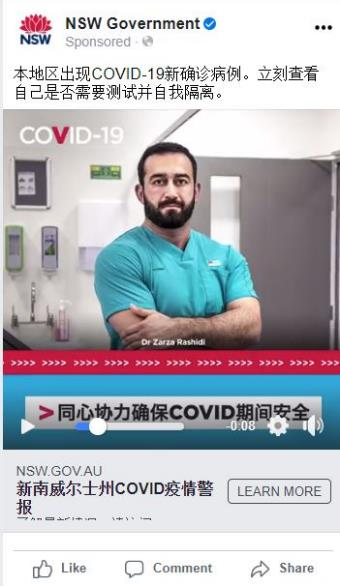 NSW Government
Sponsored
NSW
本地区出现COVID-19新确诊病例。立刻查看
自己是否需要测试并自我隔离。
COVID-19
Dr Zarza Rashidi
>>>> >>>> >>>> >>>> >>>> >>>> >>>> >>>>
>同心协力确保COVID期间安全
-0:08
NSW.GOV.AU
新南威尔士州COVID疫情警
报
LEARN MORE
Like
Comment
Share